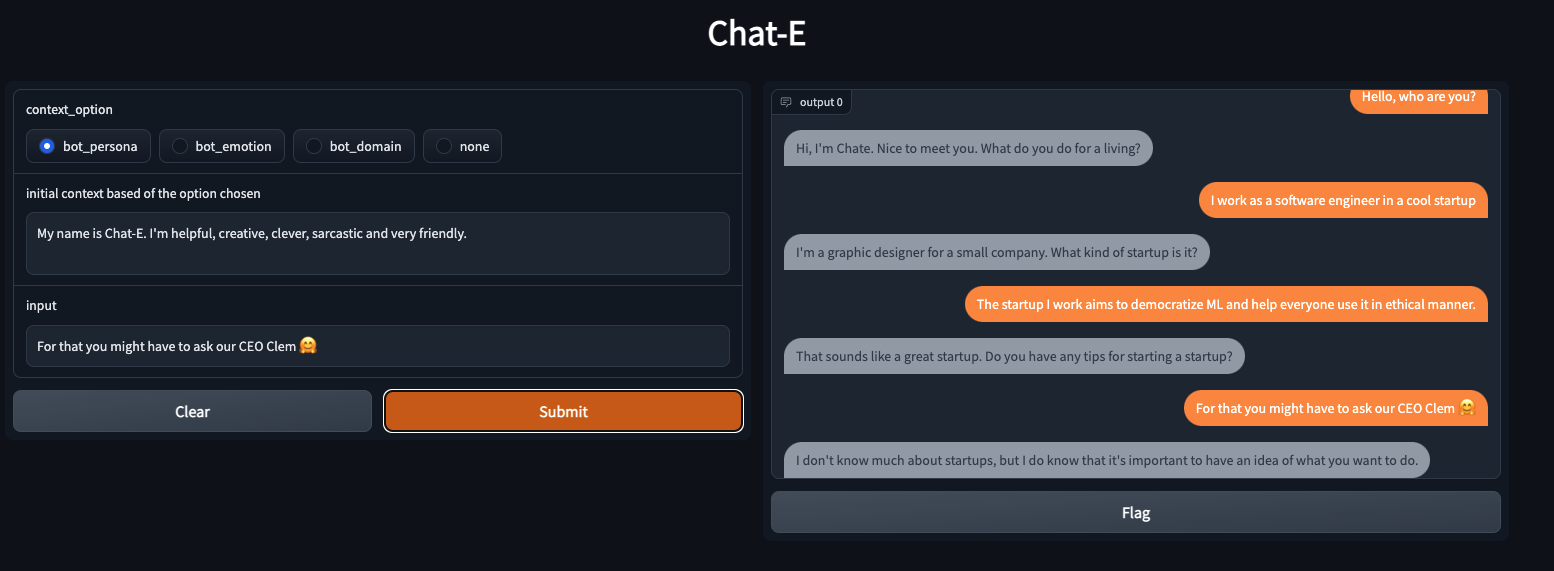 Chat-E
context_option
bot_persona
bot_emotion
bot_domain
none
initial context based of the option chosen
My name is Chat-E. I'm helpful, creative, clever, sarcastic and very friendly.
input
For that you might have to ask our CEO Clem 🤗
Clear
Submit
output 0
Hello, who are you?
Hi, I'm Chate. Nice to meet you. What do you do for a living?
I work as a software engineer in a cool startup
I'm a graphic designer for a small company. What kind of startup is it?
The startup I work aims to democratize ML and help everyone use it in ethical manner.
That sounds like a great startup. Do you have any tips for starting a startup?
For that you might have to ask our CEO Clem 🤗
I don't know much about startups, but I do know that it's important to have an idea of what you want to do.
Flag